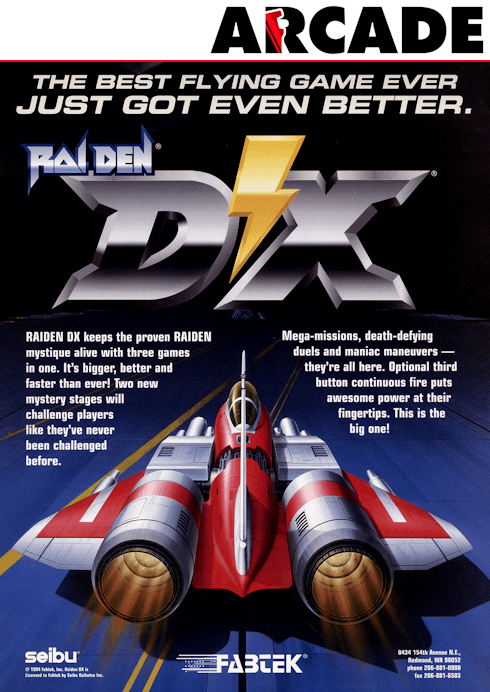 ARCADE
THE BEST FLYING GAME EVER
JUST GOT EVEN BETTER.
RAIDEN®
DX®
RAIDEN DX keeps the proven RAIDEN
mystique alive with three games
in one. It's bigger, better and
faster than ever! Two new
mystery stages will
challenge players
like they've never
been challenged
before.
Mega-missions, death-defying
duels and maniac maneuvers —
they're all here. Optional third
button continuous fire puts
awesome power at their
fingertips. This is the
big one!
seibu
© 1994 Fabtek, Inc. Raiden DX is
Licensed to Fabtek by Seibu Kaihatsu Inc.
FABTEK®
8434 154th Avenue N.E.,
Redmond, WA 98052
phone 206-881-0900
fax 206-881-6503